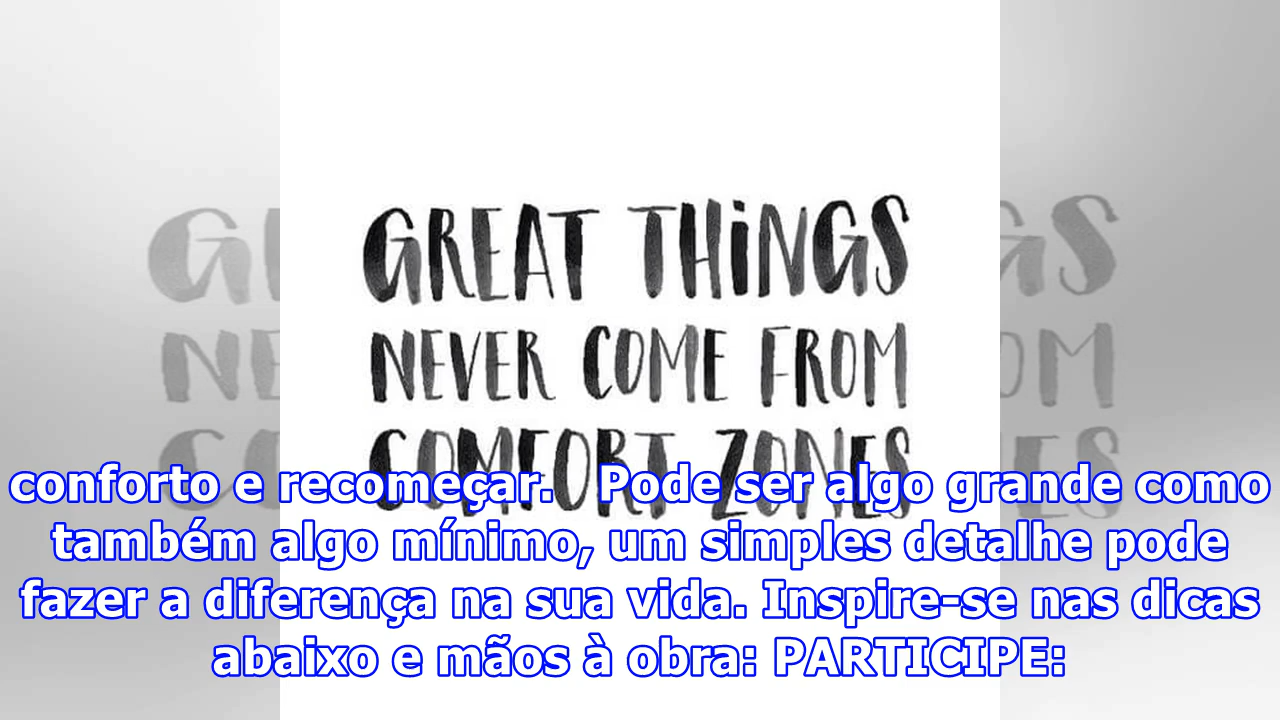 GREAT THiNGS
NEVER COME FROM
COMFORT ZONES
conforto e recomeçar. Pode ser algo grande como
também algo mínimo, um simples detalhe pode
fazer a diferença na sua vida. Inspire-se nas dicas
abaixo e mãos à obra: PARTICIPE: